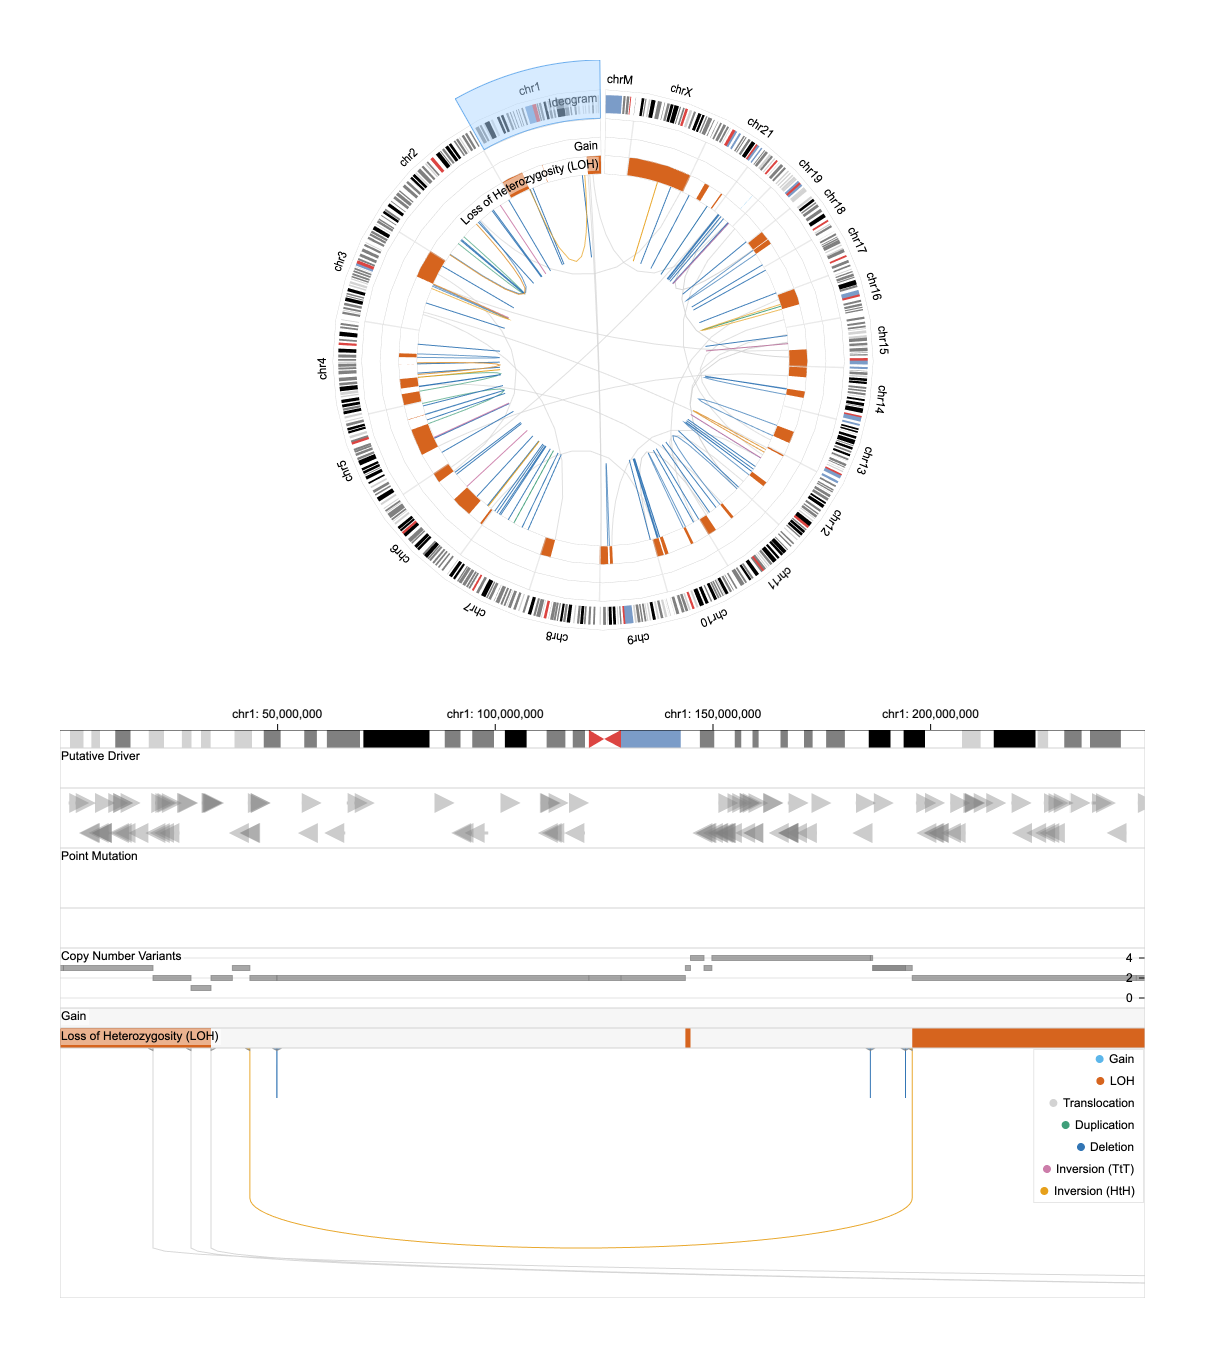 chr1
Ideogram
chrM
chrX
chr21
chr19
chr18
chr17
chr16
chr15
chr14
chr13
chr12
chr11
chr10
chr9
chr8
chr7
chr6
chr5
chr4
chr3
chr2
Gain
Loss of Heterozygosity (LOH)
chr1: 50,000,000
chr1: 100,000,000
chr1: 150,000,000
chr1: 200,000,000
Putative Driver
Point Mutation
Copy Number Variants
4
2
0
Gain
Loss of Heterozygosity (LOH)
Gain
LOH
Translocation
Duplication
Deletion
Inversion (TtT)
Inversion (HtH)